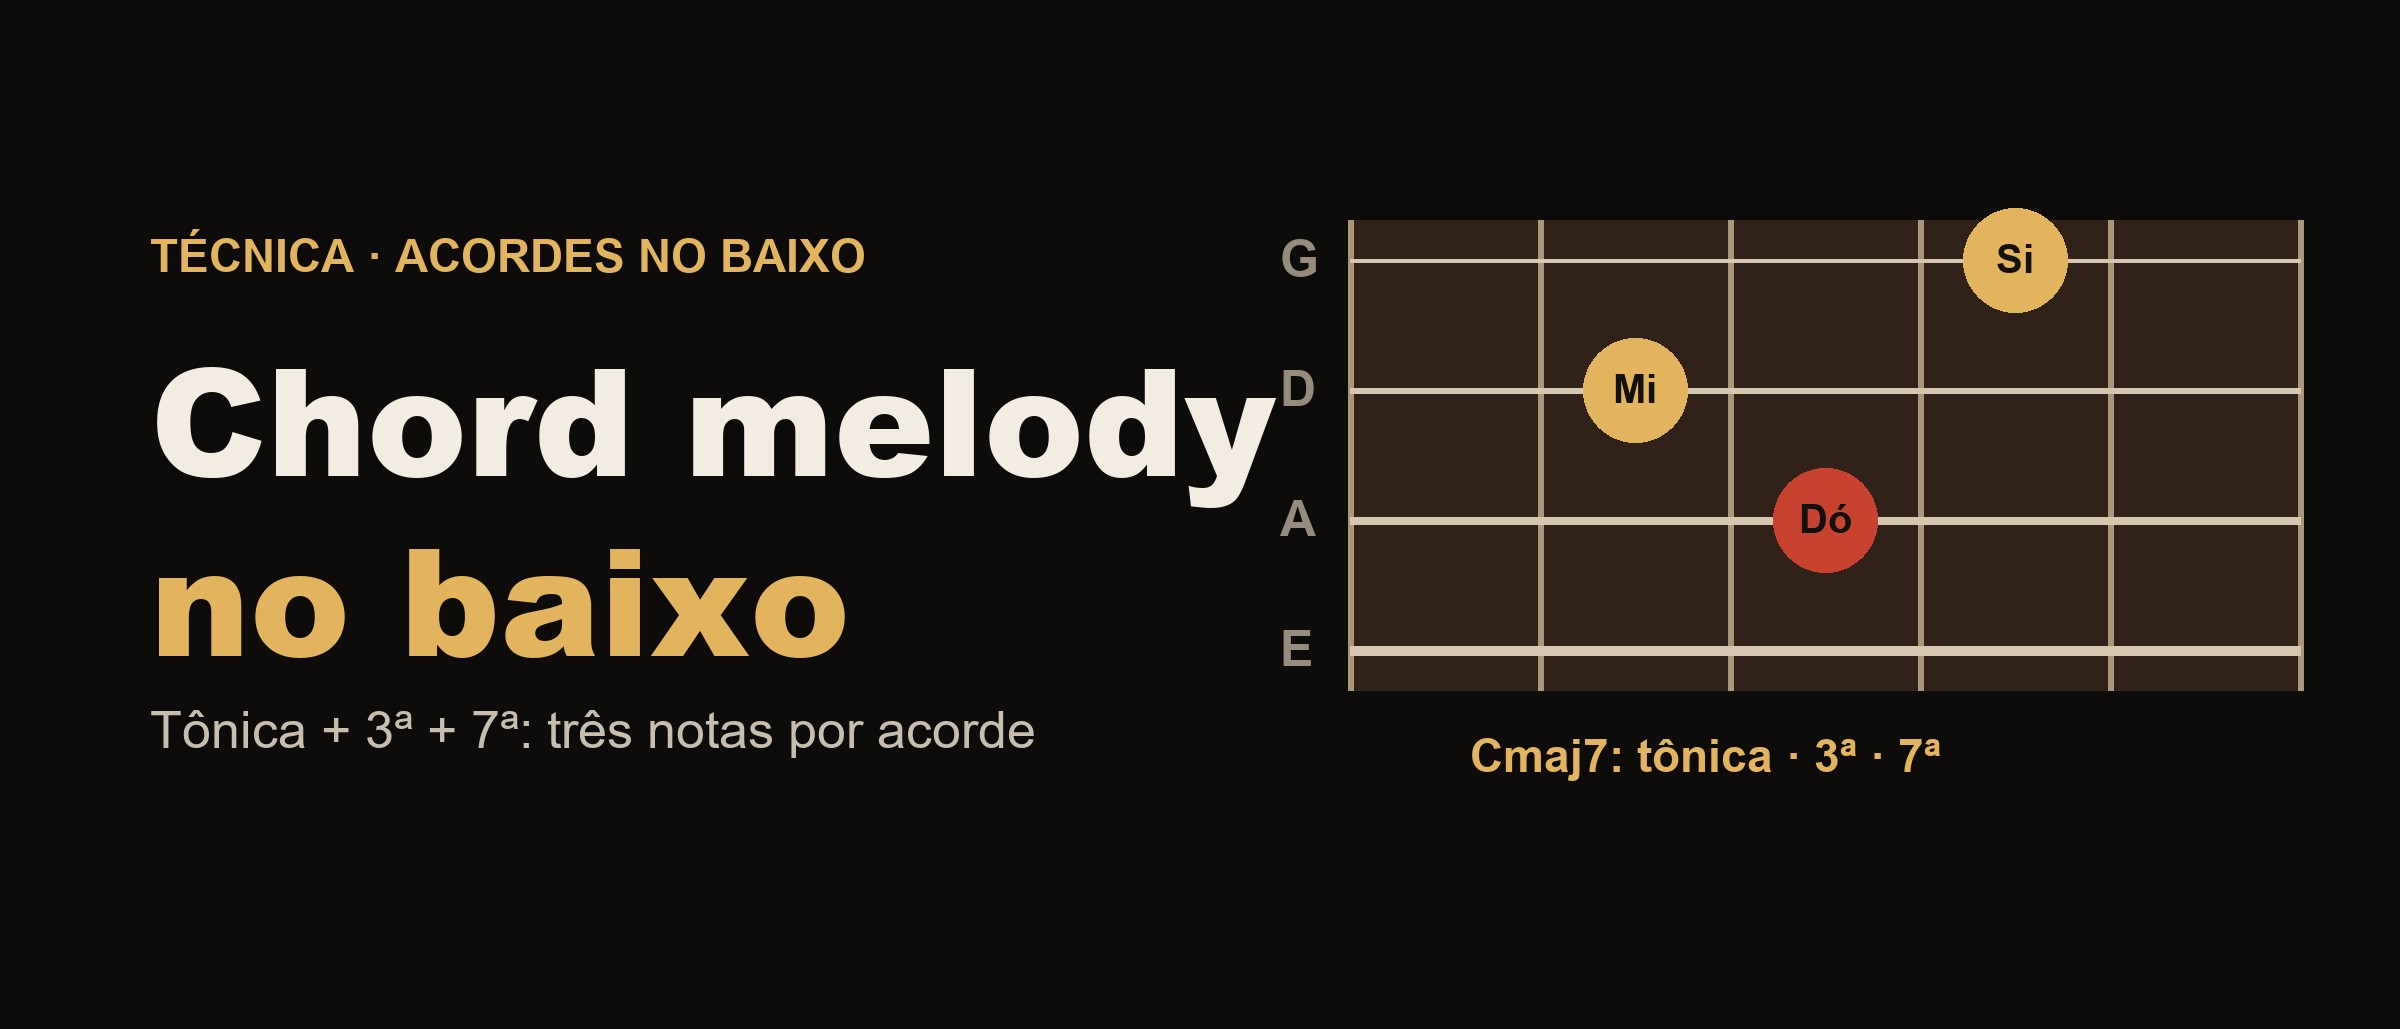 TÉCNICA · ACORDES NO BAIXO
Chord melody
no baixo
Tônica + 3ª + 7ª: três notas por acorde
G
Si
D
Mi
A
Dó
E
Cmaj7: tônica · 3ª · 7ª